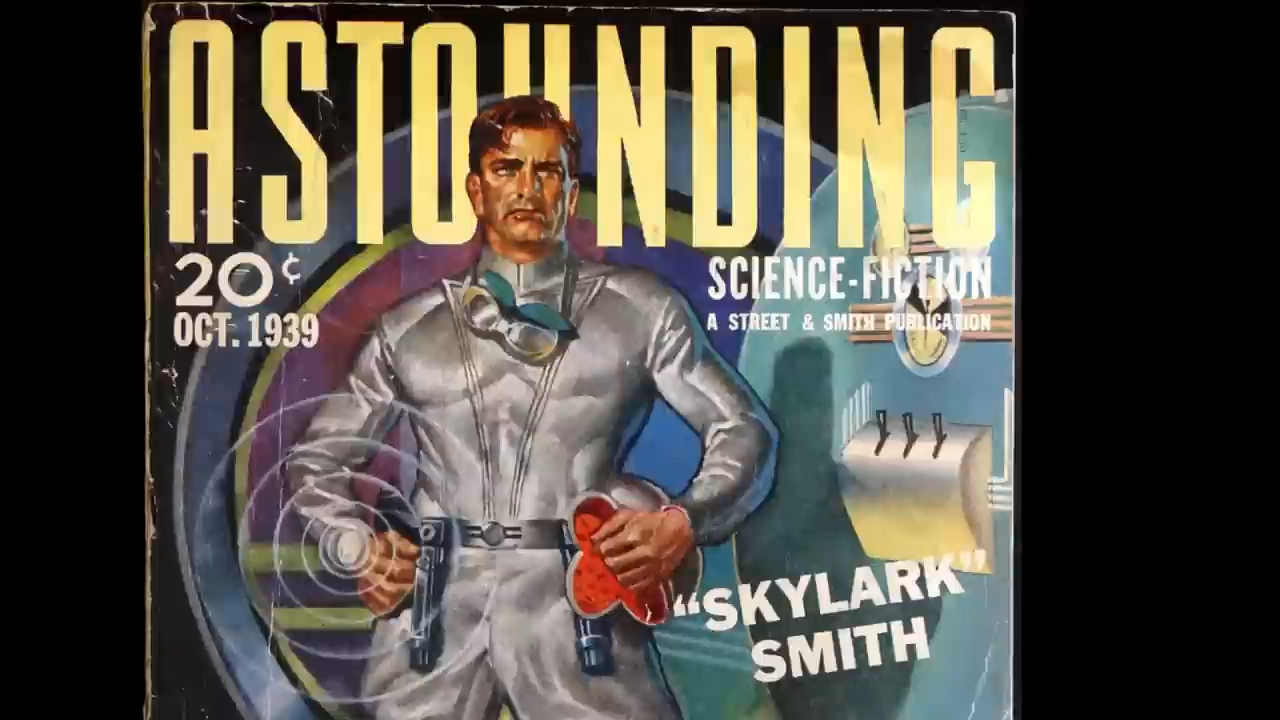 ASTOUNDING
20¢
OCT. 1939
SCIENCE-FICTION
A STREET & SMITH PUBLICATION
"SKYLARK"
SMITH